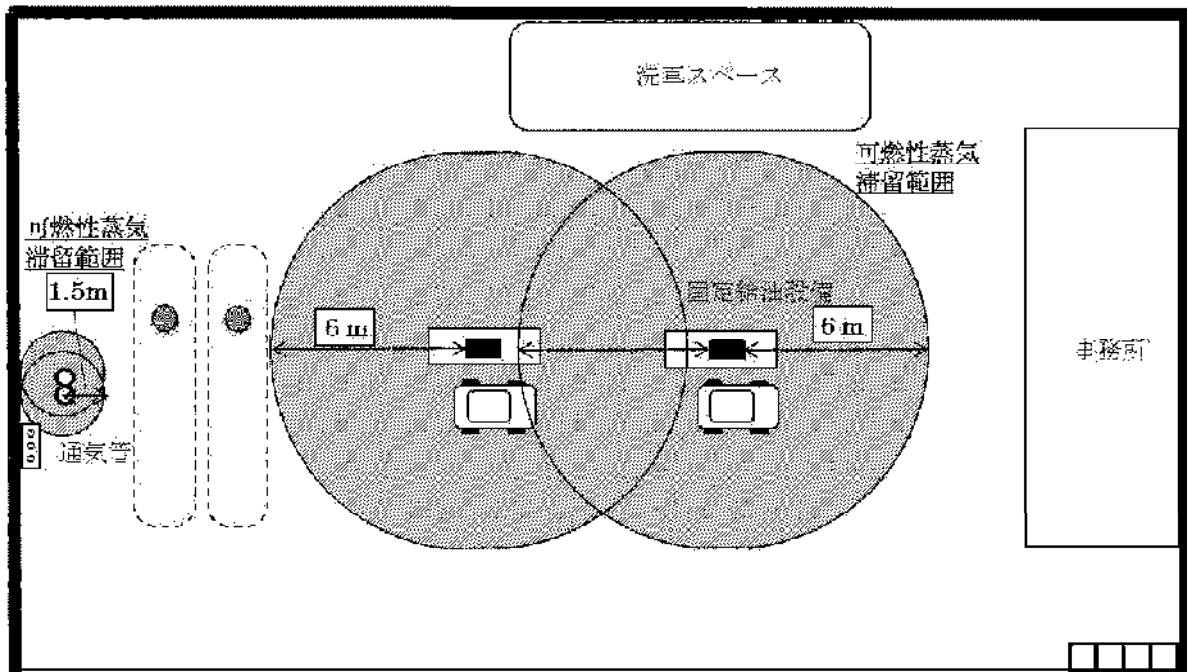 洗車スペース
可燃性蒸気
滞留範囲
可燃性蒸気
滞留範囲
1.5m
固定給油設備
6 m
6 m
事務所
8
通気管